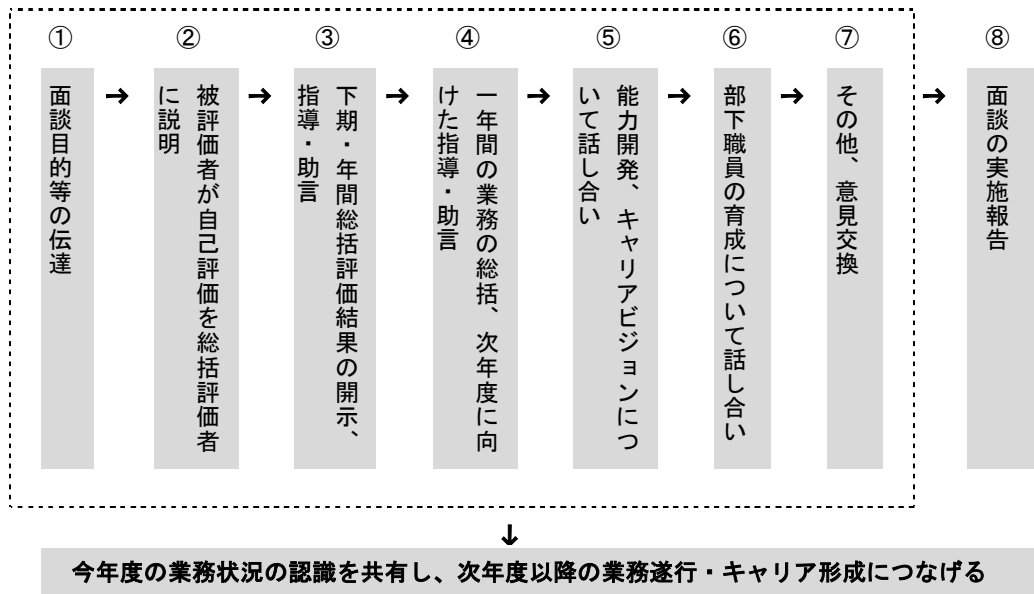 ①
面談目的等の伝達
→
②
被評価者が自己評価を総括評価者
に説明
→
③
下期・年間総括評価結果の開示、
指導・助言
→
④
一年間の業務の総括、次年度に向
けた指導・助言
→
⑤
能力開発、キャリアビジョンにつ
いて話し合い
→
⑥
部下職員の育成について話し合い
→
⑦
その他、意見交換
→
⑧
面談の実施報告
↓
今年度の業務状況の認識を共有し、次年度以降の業務遂行・キャリア形成につなげる